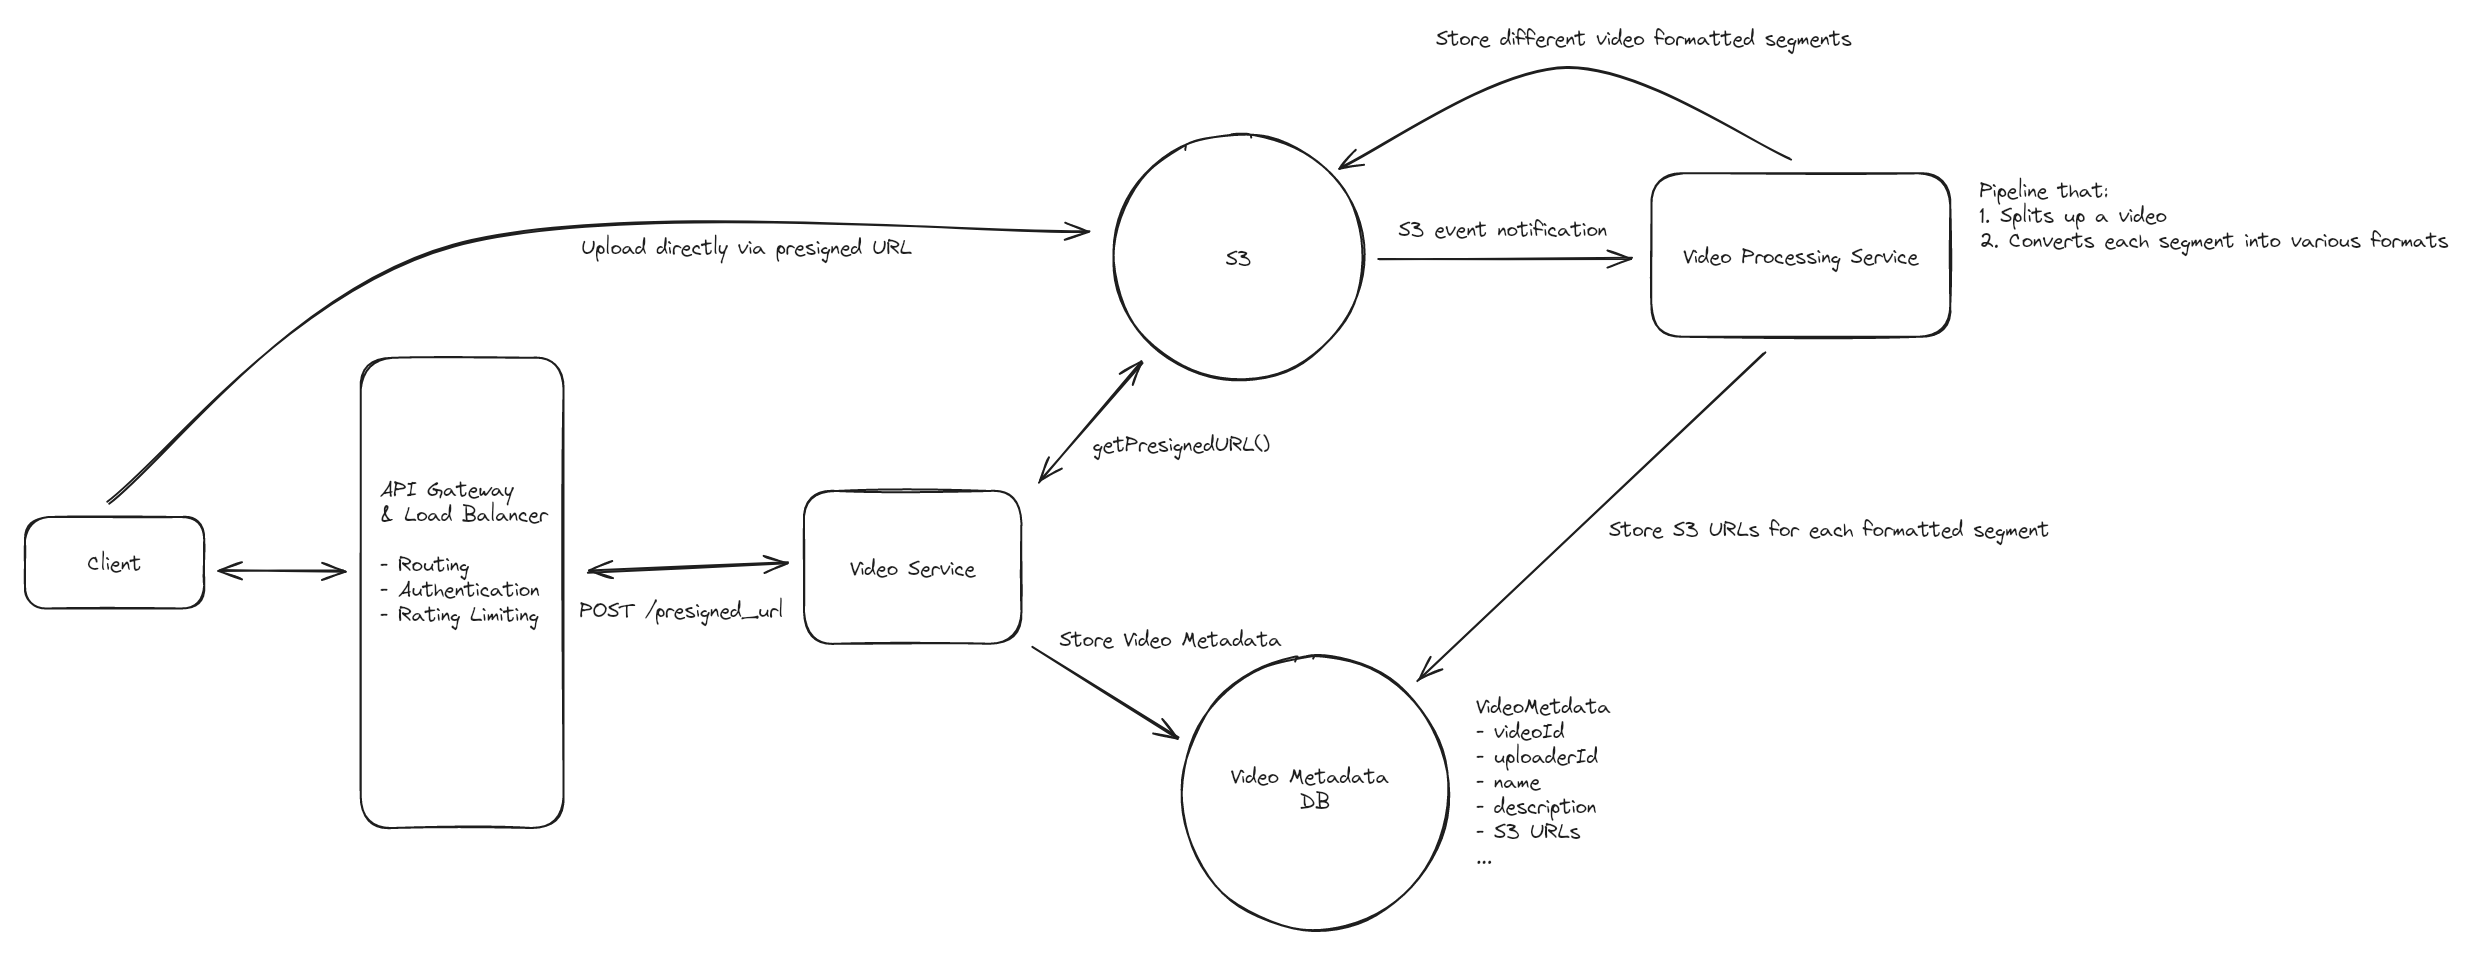 Store different video formatted segments
Pipeline that:
1. Splits up a video
2. Converts each segment into various formats
S3 event notification
Upload directly via presigned URL
S3
Video Processing Service
getPresignedURL()
API Gateway
& Load Balancer
- Routing
- Authentication
- Rating Limiting
Client
Video Service
POST /presigned_url
Store S3 URLs for each formatted segment
Store Video Metadata
Video Metadata
DB
VideoMetdata
- videoId
- uploaderId
- name
- description
- S3 URLs
...